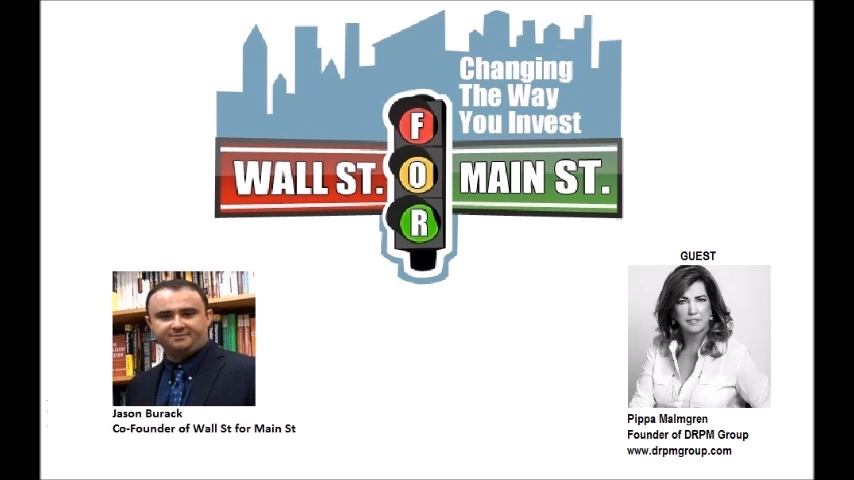 Changing
The Way
You Invest
WALL ST.
F
O
R
MAIN ST.
GUEST
Jason Burack
Co-Founder of Wall St for Main St
Pippa Malmgren
Founder of DRPM Group
www.drpmgroup.com